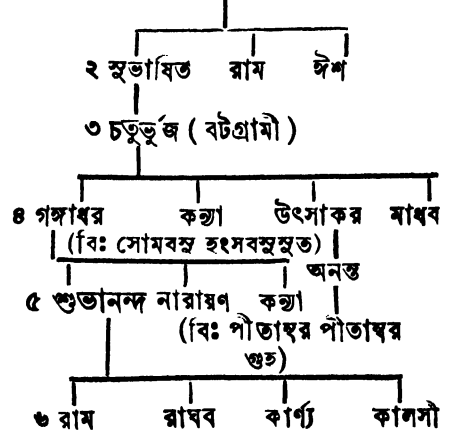 ২ সুভাষিত রাম ঈশ
৩ চতুর্ভুজ ( বটগ্রামী )
৪ গঙ্গাধর কন্যা উৎসাকর মাধব
(বিঃ সোমবসু হংসবসুসুত)
অনন্ত
৫ শুভানন্দ নারায়ণ কন্যা
(বিঃ পীতাম্বর পীতাম্বর
গুহ)
৬ রাম রাঘব কার্ণ্য কালসী